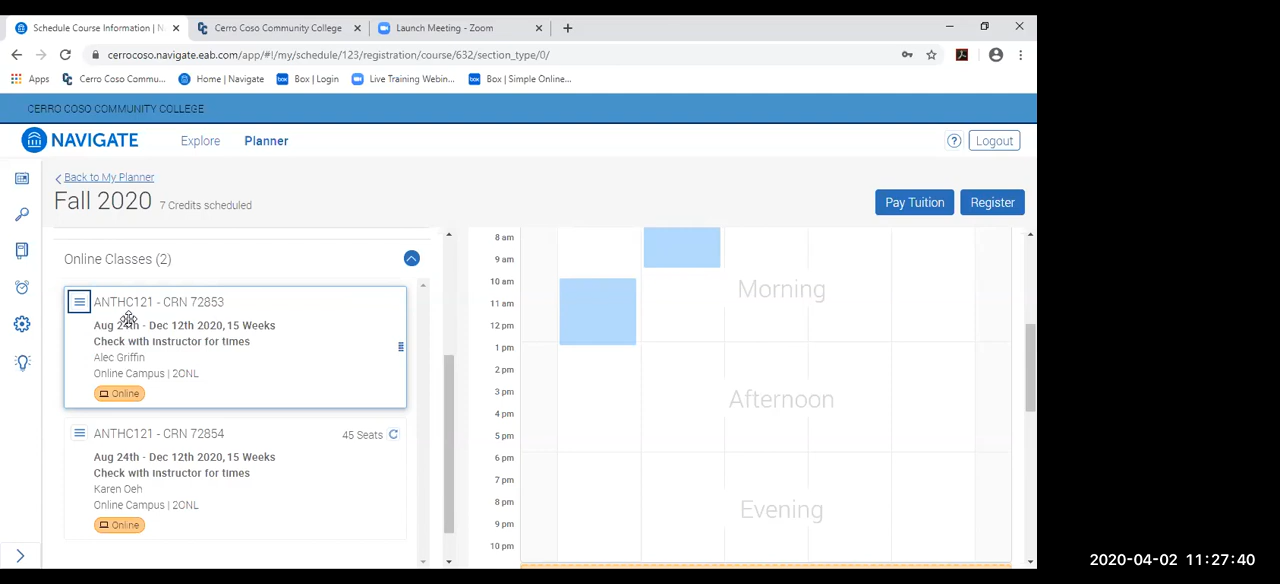 Schedule Course Information | N
Cerro Coso Community College
Launch Meeting - Zoom
cerrocoso.navigate.eab.com/app/#!/my/schedule/123/registration/course/632/section_type/0/
Apps
Cerro Coso Commu...
Home | Navigate
Box | Login
Live Training Webin...
Box | Simple Online...
CERRO COSO COMMUNITY COLLEGE
NAVIGATE
Explore
Planner
Logout
Back to My Planner
Fall 2020 7 Credits scheduled
Pay Tuition
Register
Online Classes (2)
ANTHC121 - CRN 72853
Aug 24th - Dec 12th 2020, 15 Weeks
Check with instructor for times
Alec Griffin
Online Campus | 2ONL
Online
ANTHC121 - CRN 72854
45 Seats
Aug 24th - Dec 12th 2020, 15 Weeks
Check with instructor for times
Karen Oeh
Online Campus | 2ONL
Online
8 am
9 am
10 am
11 am
12 pm
1 pm
2 pm
3 pm
4 pm
5 pm
6 pm
7 pm
8 pm
9 pm
10 pm
Morning
Afternoon
Evening
2020-04-02 11:27:40